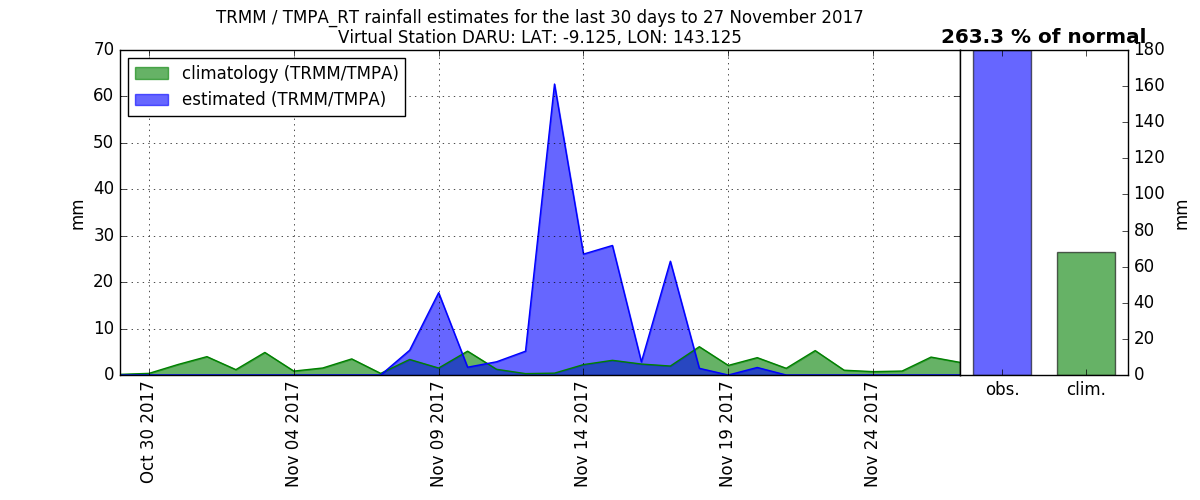 TRMM / TMPA_RT rainfall estimates for the last 30 days to 27 November 2017
Virtual Station DARU: LAT: -9.125, LON: 143.125
263.3 % of normal
climatology (TRMM/TMPA)
estimated (TRMM/TMPA)
mm
70
60
50
40
30
20
10
0
Oct 30 2017
Nov 04 2017
Nov 09 2017
Nov 14 2017
Nov 19 2017
Nov 24 2017
obs.
clim.
180
160
140
120
100
80
60
40
20
0
mm